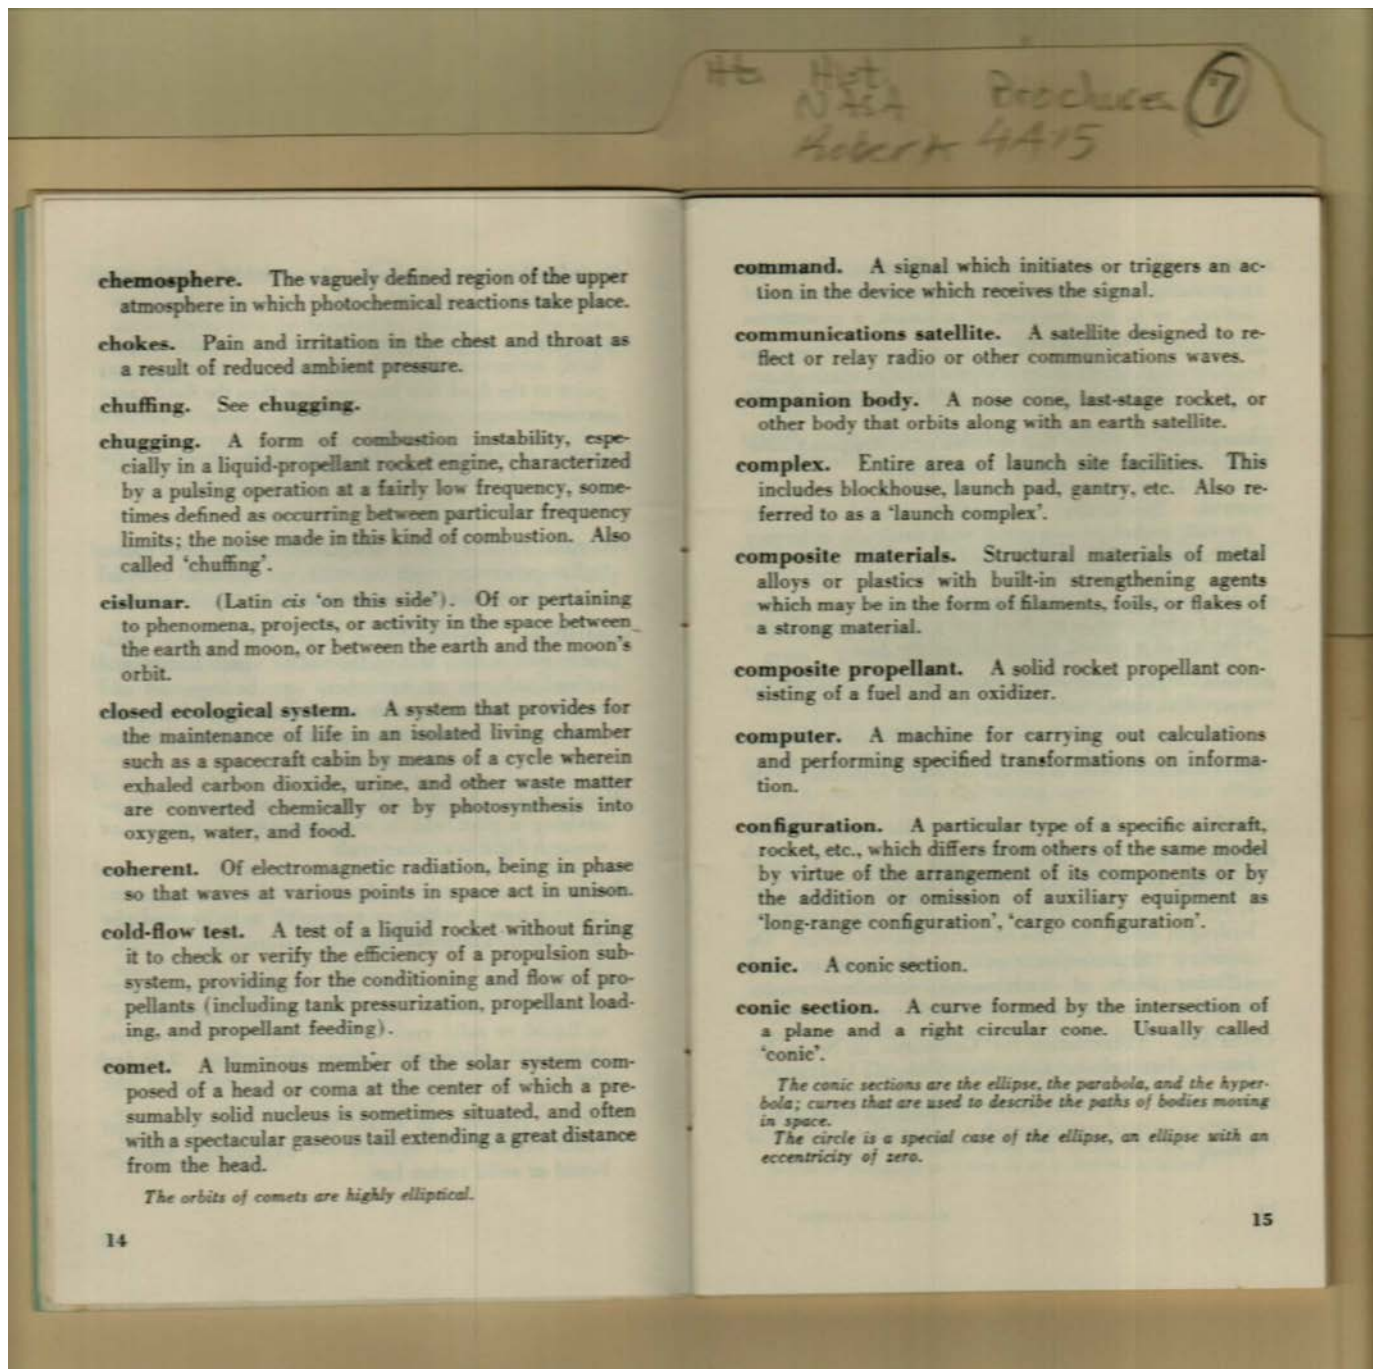 Hist. Brochures 7
NASA
Robert 4A15
chemosphere. The vaguely defined region of the upper
atmosphere in which photochemical reactions take place.
chokes. Pain and irritation in the chest and throat as
a result of reduced ambient pressure.
chuffing. See chugging.
chugging. A form of combustion instability, espe-
cially in a liquid-propellant rocket engine, characterized
by a pulsing operation at a fairly low frequency, some-
times defined as occurring between particular frequency
limits; the noise made in this kind of combustion. Also
called ‘chuffing’.
cislunar. (Latin cis ‘on this side’). Of or pertaining
to phenomena, projects, or activity in the space between
the earth and moon, or between the earth and the moon’s
orbit.
closed ecological system. A system that provides for
the maintenance of life in an isolated living chamber
such as a spacecraft cabin by means of a cycle wherein
exhaled carbon dioxide, urine, and other waste matter
are converted chemically or by photosynthesis into
oxygen, water, and food.
coherent. Of electromagnetic radiation, being in phase
so that waves at various points in space act in unison.
cold-flow test. A test of a liquid rocket without firing
it to check or verify the efficiency of a propulsion sub-
system, providing for the conditioning and flow of pro-
pellants (including tank pressurization, propellant load-
ing, and propellant feeding).
comet. A luminous member of the solar system com-
posed of a head or coma at the center of which a pre-
sumably solid nucleus is sometimes situated, and often
with a spectacular gaseous tail extending a great distance
from the head.
The orbits of comets are highly elliptical.
14
command. A signal which initiates or triggers an ac-
tion in the device which receives the signal.
communications satellite. A satellite designed to re-
flect or relay radio or other communications waves.
companion body. A nose cone, last-stage rocket, or
other body that orbits along with an earth satellite.
complex. Entire area of launch site facilities. This
includes blockhouse, launch pad, gantry, etc. Also re-
ferred to as a ‘launch complex’.
composite materials. Structural materials of metal
alloys or plastics with built-in strengthening agents
which may be in the form of filaments, foils, or flakes of
a strong material.
composite propellant. A solid rocket propellant con-
sisting of a fuel and an oxidizer.
computer. A machine for carrying out calculations
and performing specified transformations on informa-
tion.
configuration. A particular type of a specific aircraft,
rocket, etc., which differs from others of the same model
by virtue of the arrangement of its components or by
the addition or omission of auxiliary equipment as
‘long-range configuration’, ‘cargo configuration’.
conic. A conic section.
conic section. A curve formed by the intersection of
a plane and a right circular cone. Usually called
‘conic’.
The conic sections are the ellipse, the parabola, and the hyper-
bola; curves that are used to describe the paths of bodies moving
in space.
The circle is a special case of the ellipse, an ellipse with an
eccentricity of zero.
15